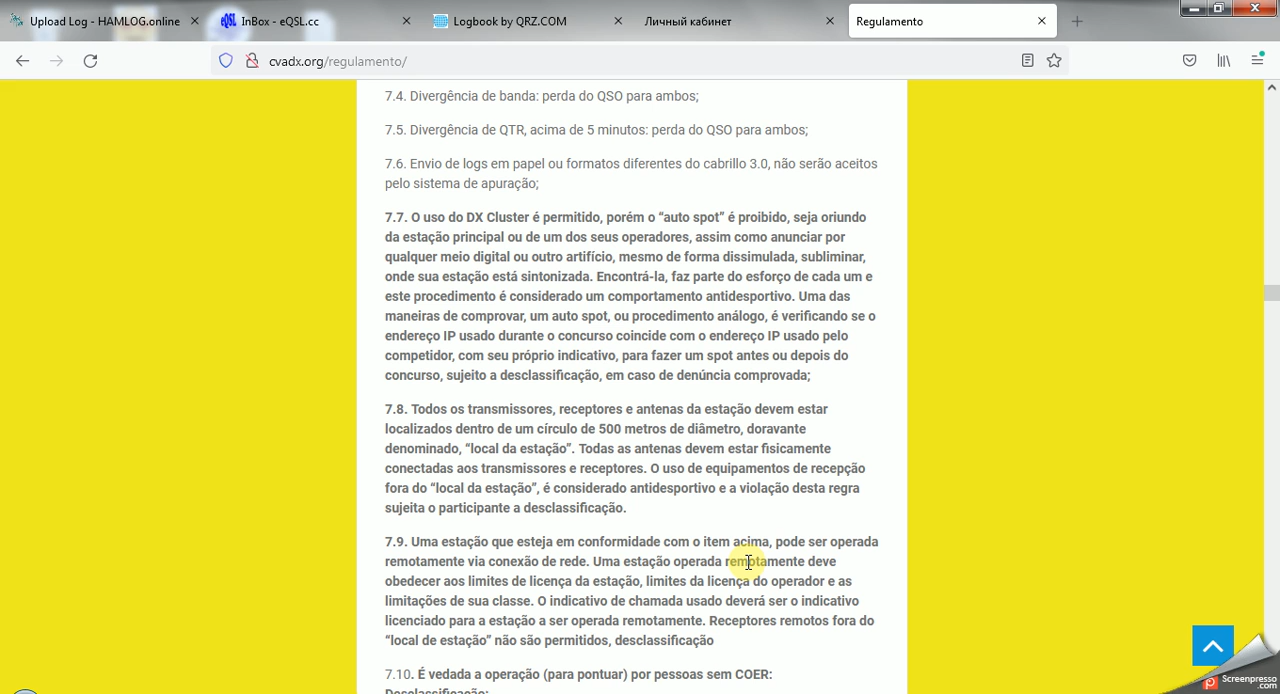 Upload Log - HAMLOG.online
eQSL InBox - eQSL.cc
Logbook by QRZ.COM
Личный кабинет
Regulamento
cvadx.org/regulamento/
7.4. Divergência de banda: perda do QSO para ambos;
7.5. Divergência de QTR, acima de 5 minutos: perda do QSO para ambos;
7.6. Envio de logs em papel ou formatos diferentes do cabrillo 3.0, não serão aceitos
pelo sistema de apuração;
7.7. O uso do DX Cluster é permitido, porém o “auto spot” é proibido, seja oriundo
da estação principal ou de um dos seus operadores, assim como anunciar por
qualquer meio digital ou outro artifício, mesmo de forma dissimulada, subliminar,
onde sua estação está sintonizada. Encontrá-la, faz parte do esforço de cada um e
este procedimento é considerado um comportamento antidesportivo. Uma das
maneiras de comprovar, um auto spot, ou procedimento análogo, é verificando se o
endereço IP usado durante o concurso coincide com o endereço IP usado pelo
competidor, com seu próprio indicativo, para fazer um spot antes ou depois do
concurso, sujeito a desclassificação, em caso de denúncia comprovada;
7.8. Todos os transmissores, receptores e antenas da estação devem estar
localizados dentro de um círculo de 500 metros de diâmetro, doravante
denominado, “local da estação”. Todas as antenas devem estar fisicamente
conectadas aos transmissores e receptores. O uso de equipamentos de recepção
fora do “local da estação”, é considerado antidesportivo e a violação desta regra
sujeita o participante a desclassificação.
7.9. Uma estação que esteja em conformidade com o item acima, pode ser operada
remotamente via conexão de rede. Uma estação operada remotamente deve
obedecer aos limites de licença da estação, limites da licença do operador e as
limitações de sua classe. O indicativo de chamada usado deverá ser o indicativo
licenciado para a estação a ser operada remotamente. Receptores remotos fora do
“local de estação” não são permitidos, desclassificação
7.10. É vedada a operação (para pontuar) por pessoas sem COER:
Desclassificação;
Screenpresso
.com